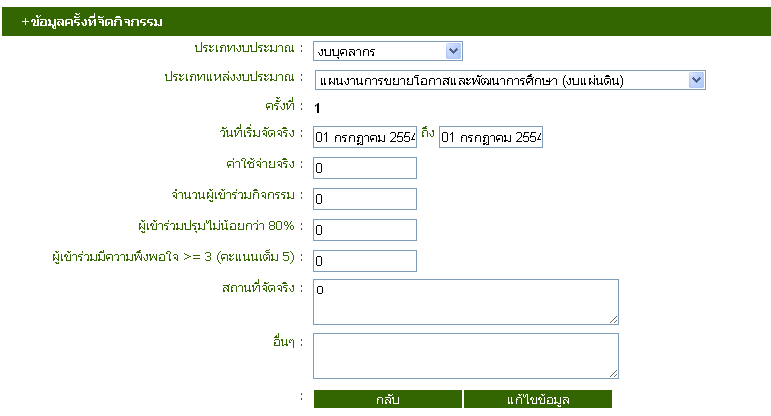 +ข้อมูลครั้งที่จัดกิจกรรม
ประเภทงบประมาณ : งบบุคลากร
ประเภทแหล่งงบประมาณ : แผนงานการขยายโอกาสและพัฒนาการศึกษา (งบแผ่นดิน)
ครั้งที่ : 1
วันที่เริ่มจัดจริง : 01 กรกฎาคม 2554 ถึง 01 กรกฎาคม 2554
ค่าใช้จ่ายจริง : 0
จำนวนผู้เข้าร่วมกิจกรรม : 0
ผู้เข้าร่วมปรุมไม่น้อยกว่า 80% : 0
ผู้เข้าร่วมมีความพึงพอใจ >= 3 (คะแนนเต็ม 5) : 0
สถานที่จัดจริง : 0
อื่นๆ :
: กลับ แก้ไขข้อมูล